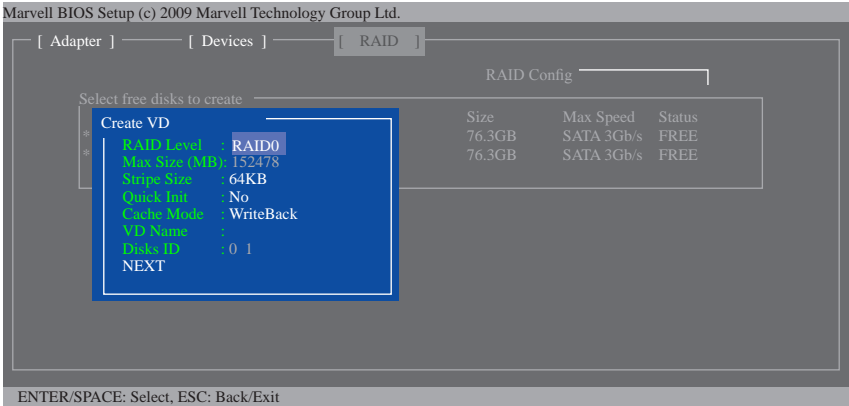 Marvell BIOS Setup (c) 2009 Marvell Technology Group Ltd.
[ Adapter ] [ Devices ] [ RAID ]
RAID Config
Select free disks to create
Size Max Speed Status
* 76.3GB SATA 3Gb/s FREE
* 76.3GB SATA 3Gb/s FREE
Create VD
RAID Level : RAID0
Max Size (MB): 152478
Stripe Size : 64KB
Quick Init : No
Cache Mode : WriteBack
VD Name :
Disks ID : 0 1
NEXT
ENTER/SPACE: Select, ESC: Back/Exit